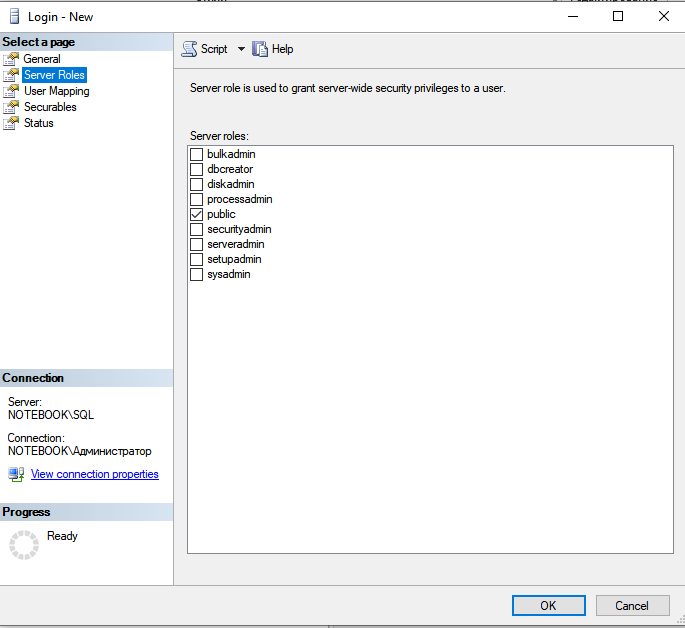 Login - New
Select a page
General
Server Roles
User Mapping
Securables
Status
Script
Help
Server role is used to grant server-wide security privileges to a user.
Server roles:
bulkadmin
dbcreator
diskadmin
processadmin
public
securityadmin
serveradmin
setupadmin
sysadmin
Connection
Server:
NOTEBOOK\SQL
Connection:
NOTEBOOK\Администратор
View connection properties
Progress
Ready
OK
Cancel